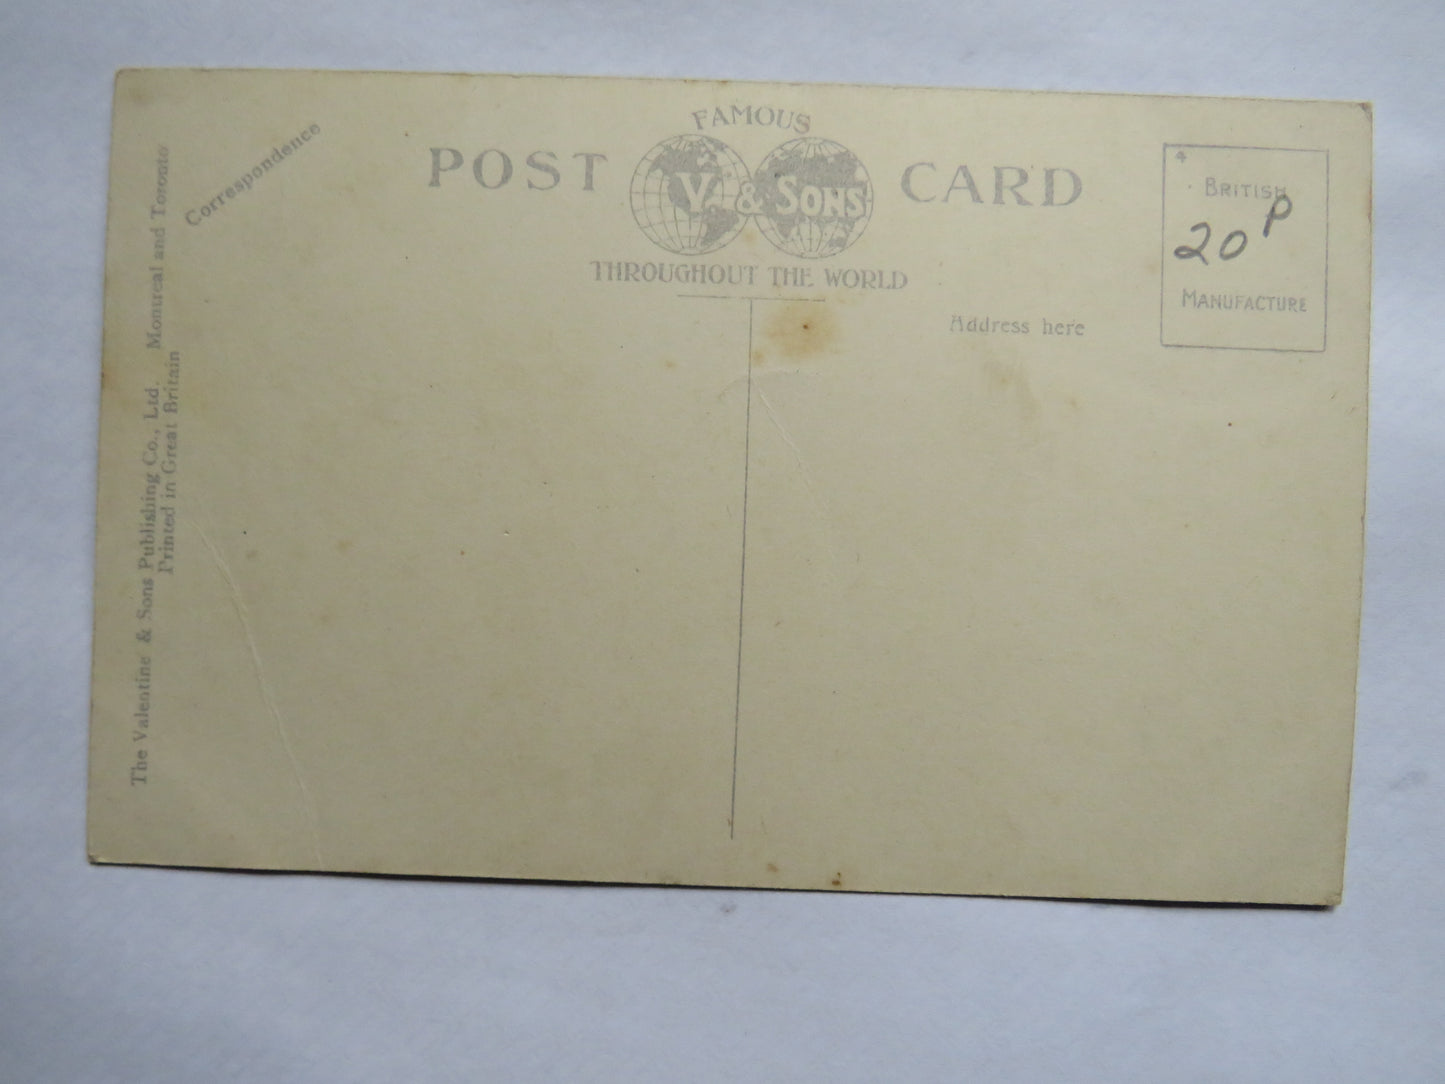 FAMOUS
POST V. & SONS CARD
THROUGHOUT THE WORLD
Correspondence
Address here
BRITISH
20 P
MANUFACTURE
The Valentine & Sons Publishing Co., Ltd. Montreal and Toronto
Printed in Great Britain